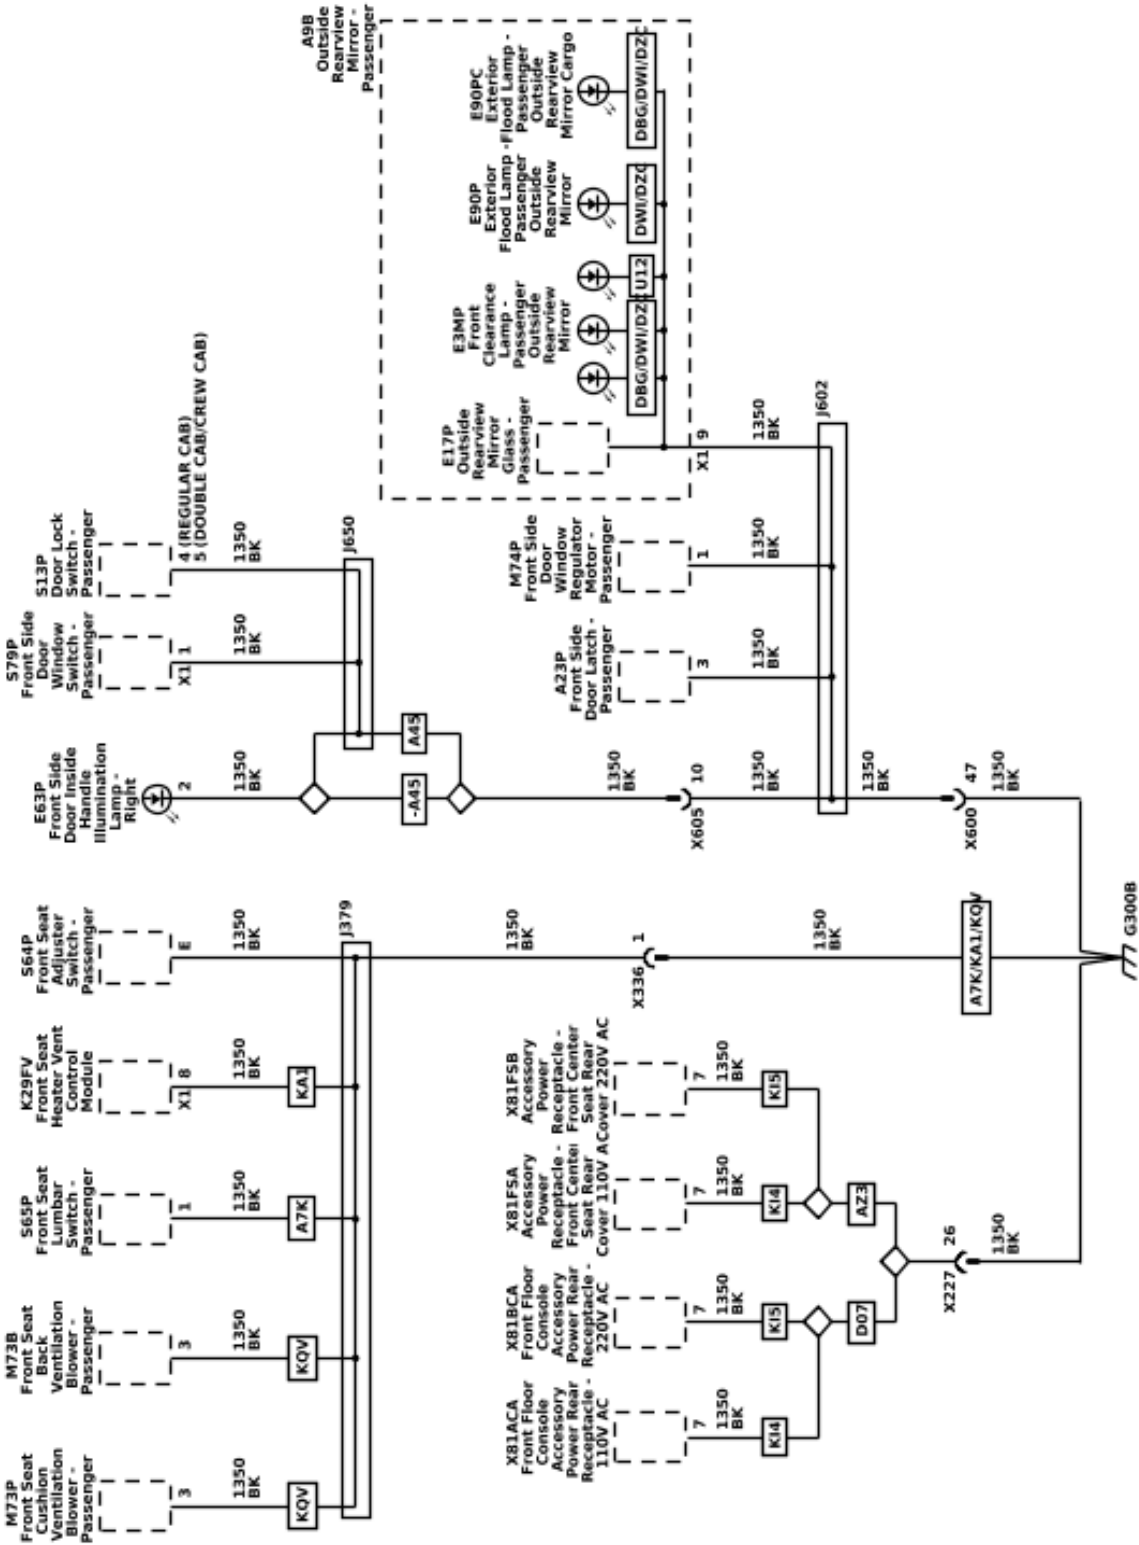 M73P
Front Seat
Cushion
Ventilation
Blower -
Passenger
3
1350
BK
KQV
M73B
Front Seat
Back
Ventilation
Blower -
Passenger
3
1350
BK
KQV
S65P
Front Seat
Lumbar
Switch -
Passenger
1
1350
BK
A7K
K29FV
Front Seat
Heater Vent
Control
Module
X1 8
1350
BK
KA1
S64P
Front Seat
Adjuster
Switch -
Passenger
E
1350
BK
J379
1350
BK
X336 1
1350
BK
A7K/KA1/KQV
E63P
Front Side
Door Inside
Handle
Illumination
Lamp -
Right
2
1350
BK
S79P
Front Side
Door
Window
Switch -
Passenger
X1 1
1350
BK
S13P
Door Lock
Switch -
Passenger
4 (REGULAR CAB)
5 (DOUBLE CAB/CREW CAB)
1350
BK
J650
-A45
A45
1350
BK
X605 10
1350
BK
A23P
Front Side
Door Latch -
Passenger
3
1350
BK
M74P
Front Side
Door
Window
Regulator
Motor -
Passenger
1
1350
BK
A9B
Outside
Rearview
Mirror -
Passenger
E17P
Outside
Rearview
Mirror
Glass -
Passenger
E3MP
Front
Clearance
Lamp -
Passenger
Outside
Rearview
Mirror
E90P
Exterior
Flood Lamp -
Passenger
Outside
Rearview
Mirror
E90PC
Exterior
Flood Lamp -
Passenger
Outside
Rearview
Mirror Cargo
DBG/DWI/DZ
U12
DWI/DZC
DBG/DWI/DZC
X1 9
1350
BK
J602
1350
BK
X600 47
1350
BK
X81ACA
Front Floor
Console
Accessory
Power Rear
Receptacle -
110V AC
7
1350
BK
KI4
X81BCA
Front Floor
Console
Accessory
Power Rear
Receptacle -
220V AC
7
1350
BK
KI5
X81FSA
Accessory
Power
Receptacle -
Front Center
Seat Rear
Cover 110V AC
7
1350
BK
KI4
X81FSB
Accessory
Power
Receptacle -
Front Center
Seat Rear
Cover 220V AC
7
1350
BK
KI5
D07
AZ3
X227 26
1350
BK
G300B